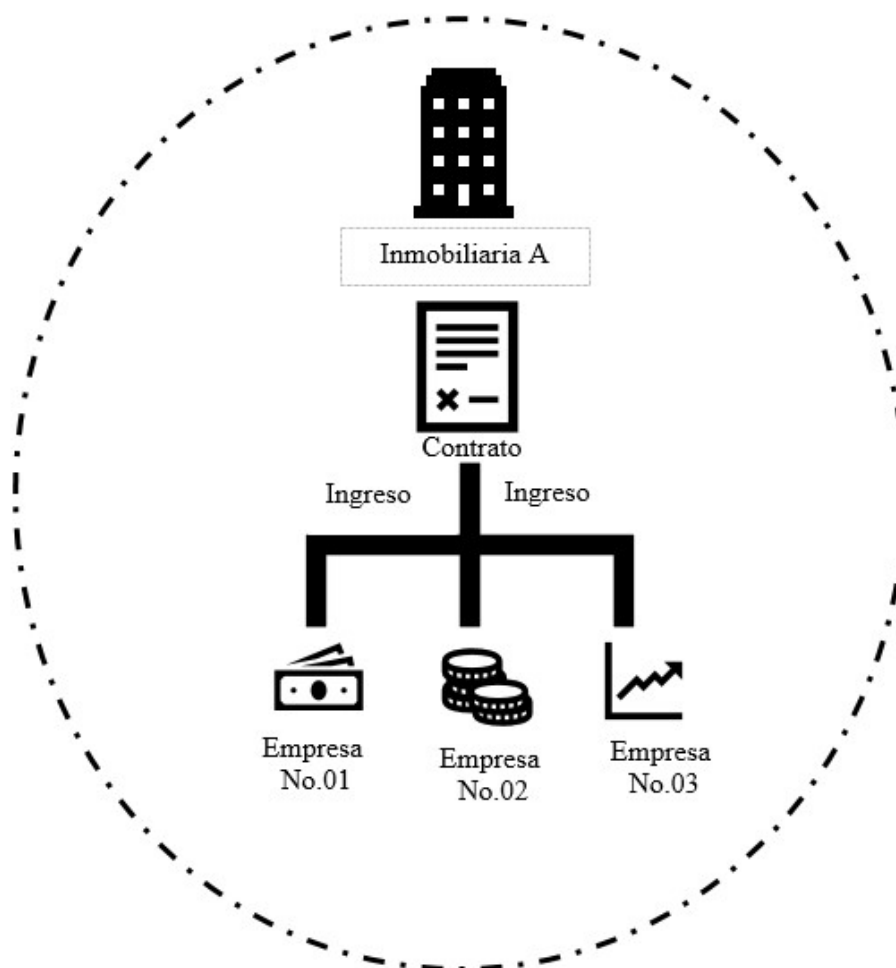 Inmobiliaria A
Contrato
Ingreso
Ingreso
Empresa
No.01
Empresa
No.02
Empresa
No.03